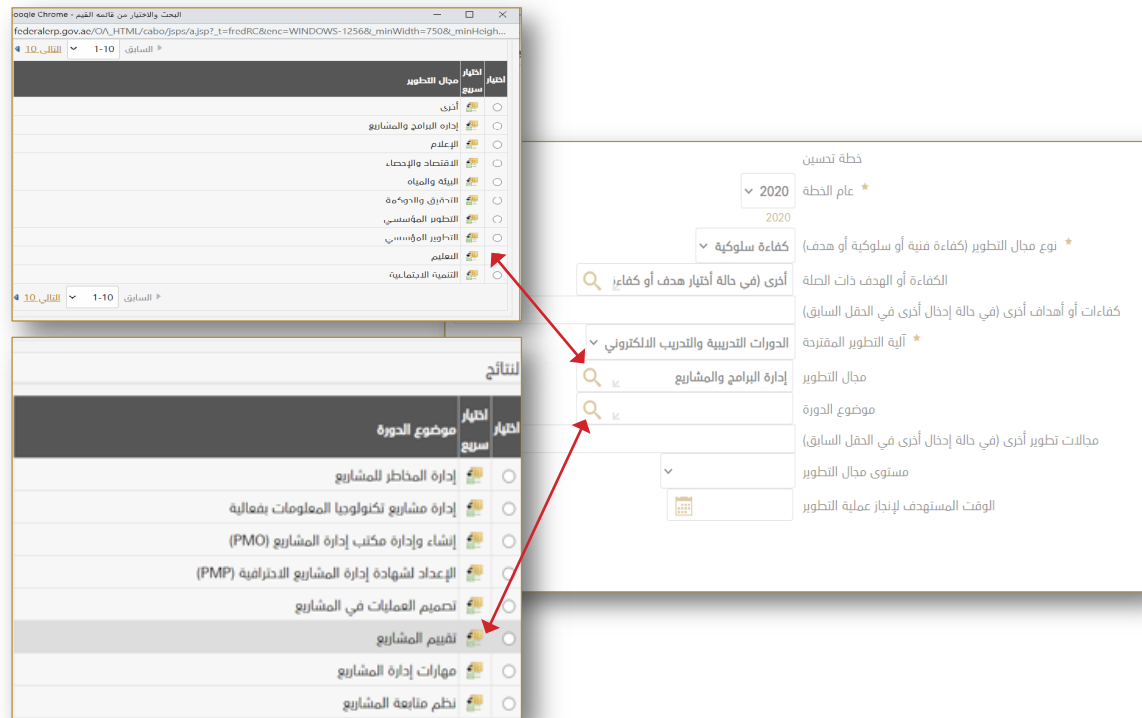 البحث والاختيار من قائمه القيم - oogle Chrome
federalerp.gov.ae/OA_HTML/cabo/jsps/a.jsp?_t=fredRC&enc=WINDOWS-1256&_minWidth=750&_minHeigh...
السابق 1-10 التالي 10
اختيار اختيار سريع مجال التطوير
أخرى
إداره البرامج والمشاريع
الإعلام
الاقتصاد والإحصاء
البيئة والمياه
التدقيق والحوكمة
التطوير المؤسسي
التطوير المؤسسي
التعليم
التنمية الاجتماعية
السابق 1-10 التالي 10
خطة تحسين
* عام الخطة 2020
2020
* نوع مجال التطوير (كفاءة فنية أو سلوكية أو هدف) كفاءة سلوكية
الكفاءة أو الهدف ذات الصلة أخرى (في حالة أختيار هدف أو كفاء
كفاءات أو أهداف أخرى (في حالة إدخال أخرى في الحقل السابق)
* آلية التطوير المقترحة الدورات التدريبية والتدريب الالكتروني
مجال التطوير إدارة البرامج والمشاريع
موضوع الدورة
مجالات تطوير أخرى (في حالة إدخال أخرى في الحقل السابق)
مستوى مجال التطوير
الوقت المستهدف لإنجاز عملية التطوير
لنتائج
اختيار اختيار سريع موضوع الدورة
إدارة المخاطر للمشاريع
إدارة مشاريع تكنولوجيا المعلومات بفعالية
إنشاء وإدارة مكتب إدارة المشاريع (PMO)
الإعداد لشهادة إدارة المشاريع الاحترافية (PMP)
تصميم العمليات في المشاريع
تقييم المشاريع
مهارات إدارة المشاريع
نظم متابعة المشاريع